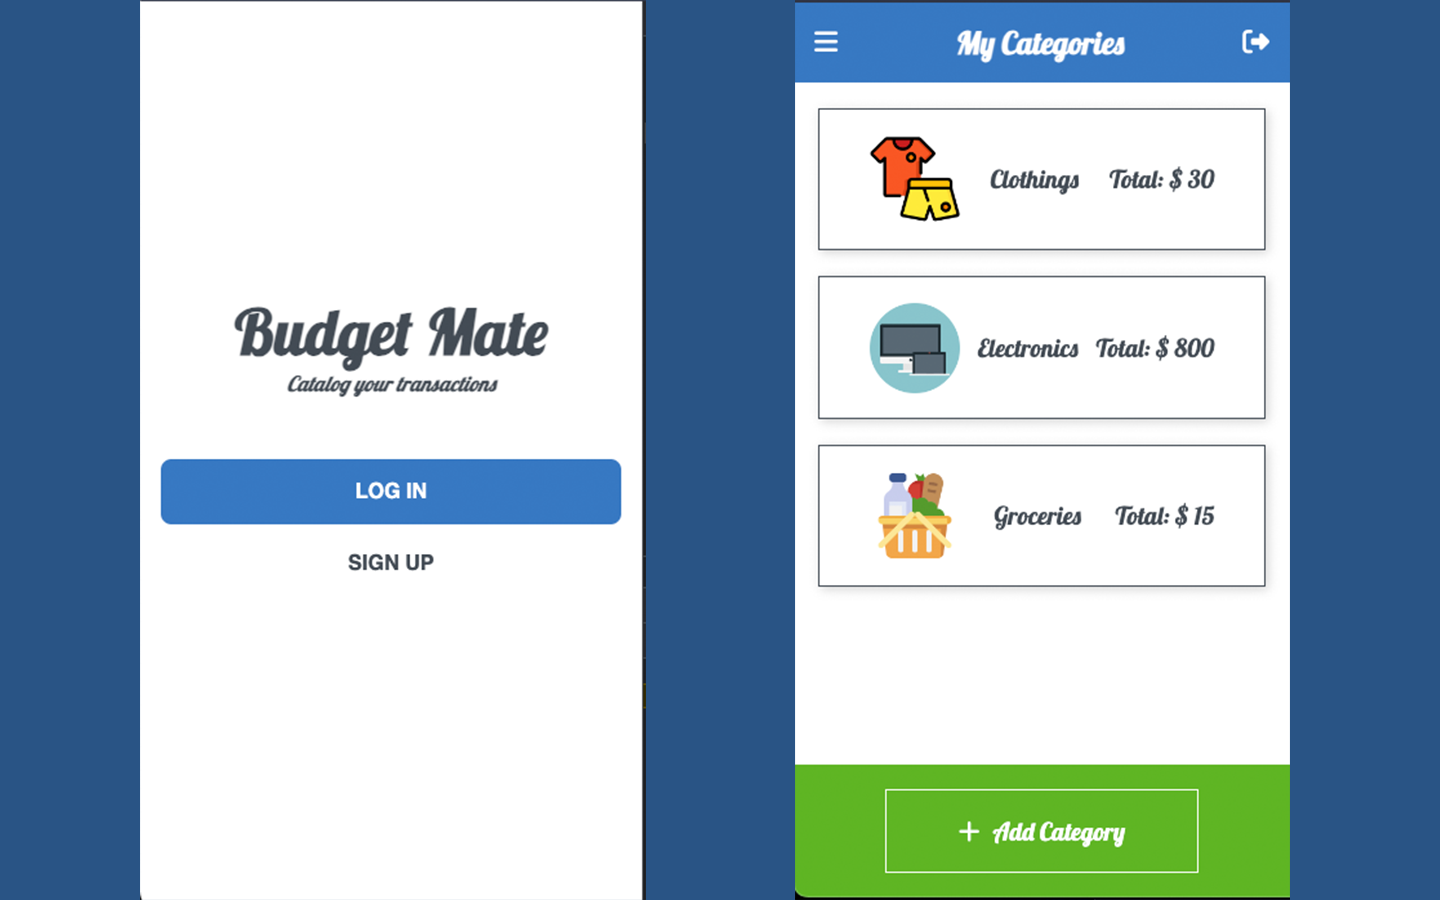 Budget Mate
Catalog your transactions
LOG IN
SIGN UP
My Categories
Clothings Total: $ 30
Electronics Total: $ 800
Groceries Total: $ 15
+ Add Category